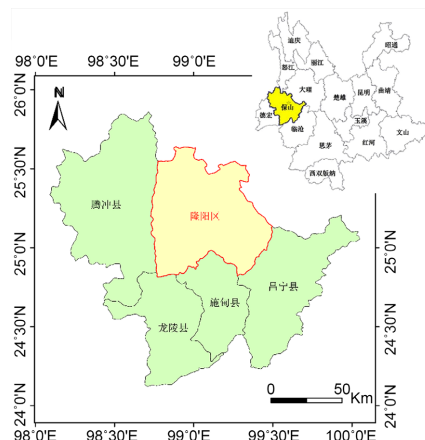 98°0'E 98°30'E 99°0'E
26°0'N
25°30'N
25°0'N
24°30'N
24°0'N
N
腾冲县
隆阳区
昌宁县
施甸县
龙陵县
25°0'N
24°30'N
24°0'N
0 50 Km
98°0'E 98°30'E 99°0'E 99°30'E 100°0'E
迪庆
昭通
怒江
丽江
大理
保山
楚雄
昆明
曲靖
德宏
临沧
玉溪
文山
思茅
红河
西双版纳